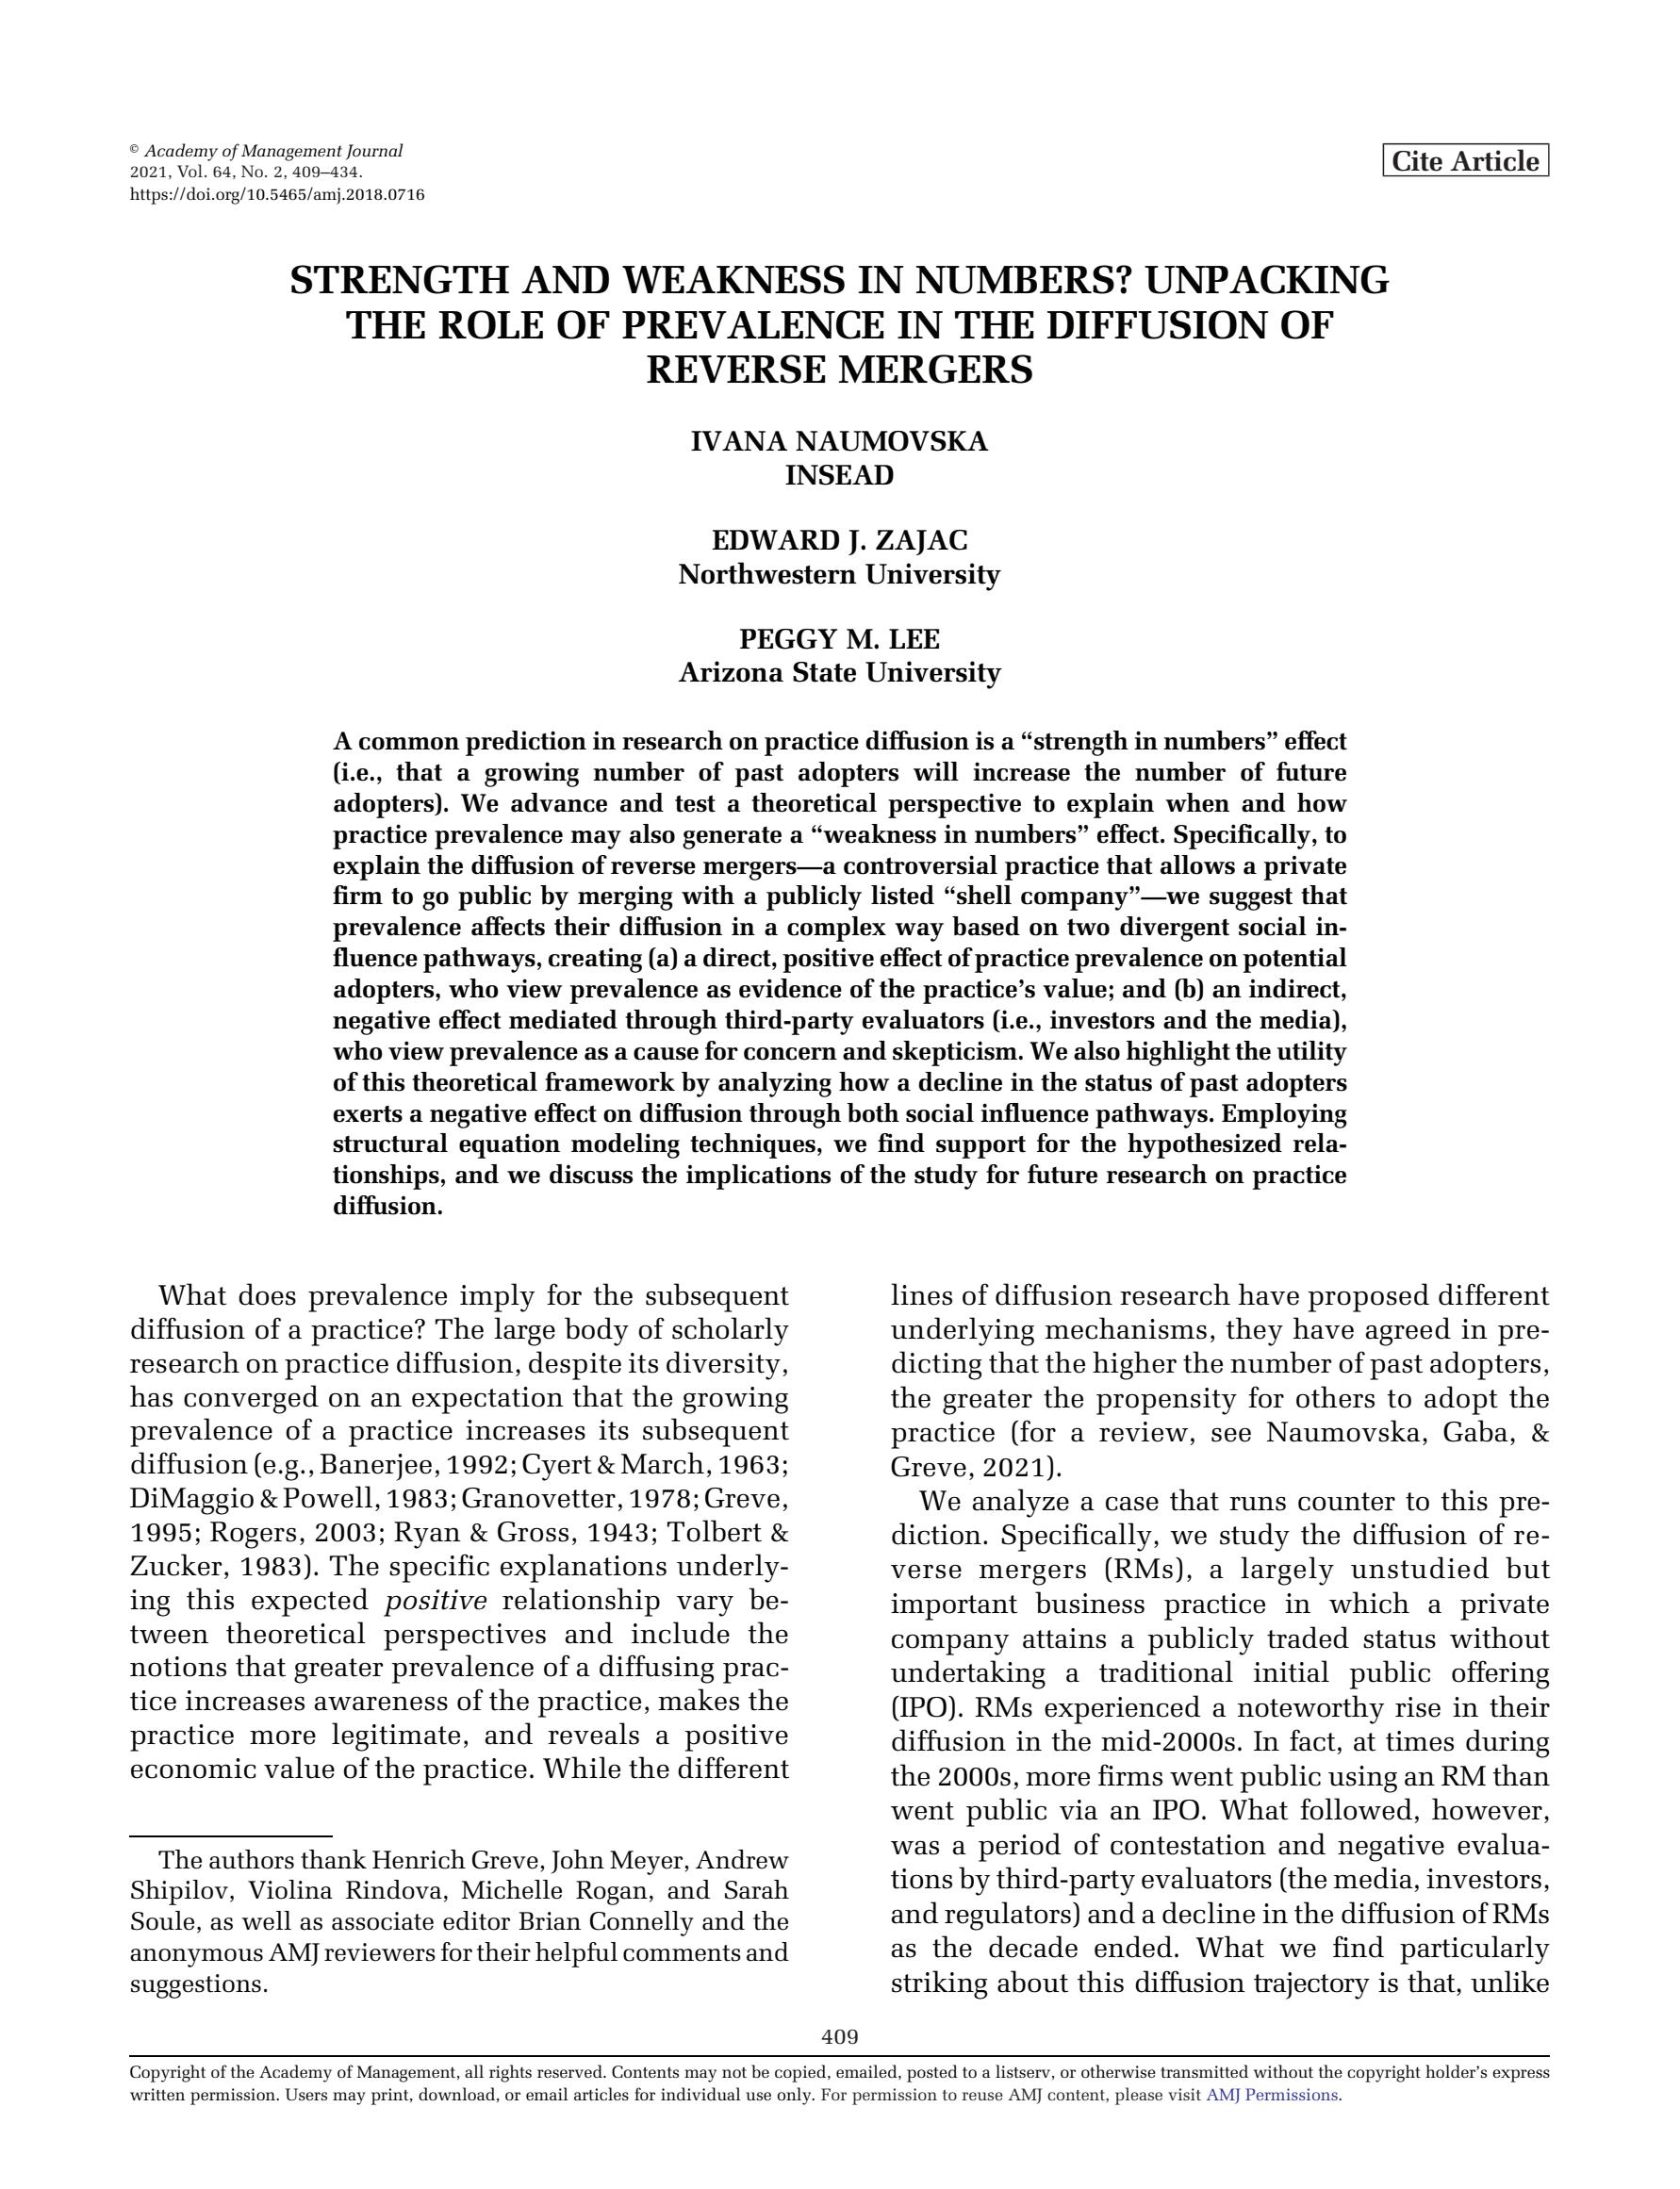 © Academy of Management Journal
2021, Vol. 64, No. 2, 409–434.
https://doi.org/10.5465/amj.2018.0716
Cite Article
STRENGTH AND WEAKNESS IN NUMBERS? UNPACKING
THE ROLE OF PREVALENCE IN THE DIFFUSION OF
REVERSE MERGERS
IVANA NAUMOVSKA
INSEAD
EDWARD J. ZAJAC
Northwestern University
PEGGY M. LEE
Arizona State University
A common prediction in research on practice diffusion is a “strength in numbers” effect
(i.e., that a growing number of past adopters will increase the number of future
adopters). We advance and test a theoretical perspective to explain when and how
practice prevalence may also generate a “weakness in numbers” effect. Specifically, to
explain the diffusion of reverse mergers—a controversial practice that allows a private
firm to go public by merging with a publicly listed “shell company”—we suggest that
prevalence affects their diffusion in a complex way based on two divergent social in-
fluence pathways, creating (a) a direct, positive effect of practice prevalence on potential
adopters, who view prevalence as evidence of the practice’s value; and (b) an indirect,
negative effect mediated through third-party evaluators (i.e., investors and the media),
who view prevalence as a cause for concern and skepticism. We also highlight the utility
of this theoretical framework by analyzing how a decline in the status of past adopters
exerts a negative effect on diffusion through both social influence pathways. Employing
structural equation modeling techniques, we find support for the hypothesized rela-
tionships, and we discuss the implications of the study for future research on practice
diffusion.
What does prevalence imply for the subsequent
diffusion of a practice? The large body of scholarly
research on practice diffusion, despite its diversity,
has converged on an expectation that the growing
prevalence of a practice increases its subsequent
diffusion (e.g., Banerjee, 1992; Cyert & March, 1963;
DiMaggio & Powell, 1983; Granovetter, 1978; Greve,
1995; Rogers, 2003; Ryan & Gross, 1943; Tolbert &
Zucker, 1983). The specific explanations underly-
ing this expected positive relationship vary be-
tween theoretical perspectives and include the
notions that greater prevalence of a diffusing prac-
tice increases awareness of the practice, makes the
practice more legitimate, and reveals a positive
economic value of the practice. While the different
The authors thank Henrich Greve, John Meyer, Andrew
Shipilov, Violina Rindova, Michelle Rogan, and Sarah
Soule, as well as associate editor Brian Connelly and the
anonymous AMJ reviewers for their helpful comments and
suggestions.
lines of diffusion research have proposed different
underlying mechanisms, they have agreed in pre-
dicting that the higher the number of past adopters,
the greater the propensity for others to adopt the
practice (for a review, see Naumovska, Gaba, &
Greve, 2021).
We analyze a case that runs counter to this pre-
diction. Specifically, we study the diffusion of re-
verse mergers (RMs), a largely unstudied but
important business practice in which a private
company attains a publicly traded status without
undertaking a traditional initial public offering
(IPO). RMs experienced a noteworthy rise in their
diffusion in the mid-2000s. In fact, at times during
the 2000s, more firms went public using an RM than
went public via an IPO. What followed, however,
was a period of contestation and negative evalua-
tions by third-party evaluators (the media, investors,
and regulators) and a decline in the diffusion of RMs
as the decade ended. What we find particularly
striking about this diffusion trajectory is that, unlike
409
Copyright of the Academy of Management, all rights reserved. Contents may not be copied, emailed, posted to a listserv, or otherwise transmitted without the copyright holder’s express
written permission. Users may print, download, or email articles for individual use only. For permission to reuse AMJ content, please visit AMJ Permissions.